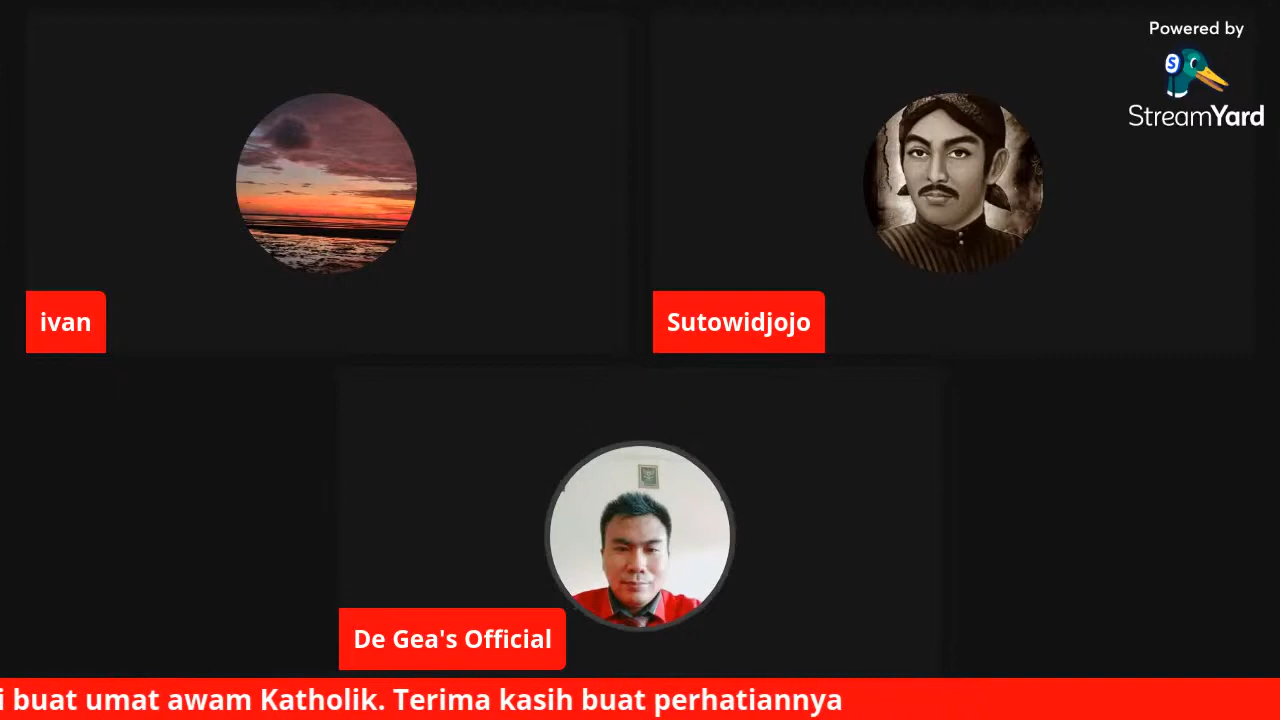 Powered by
StreamYard
ivan
Sutowidjojo
De Gea's Official
i buat umat awam Katholik. Terima kasih buat perhatiannya